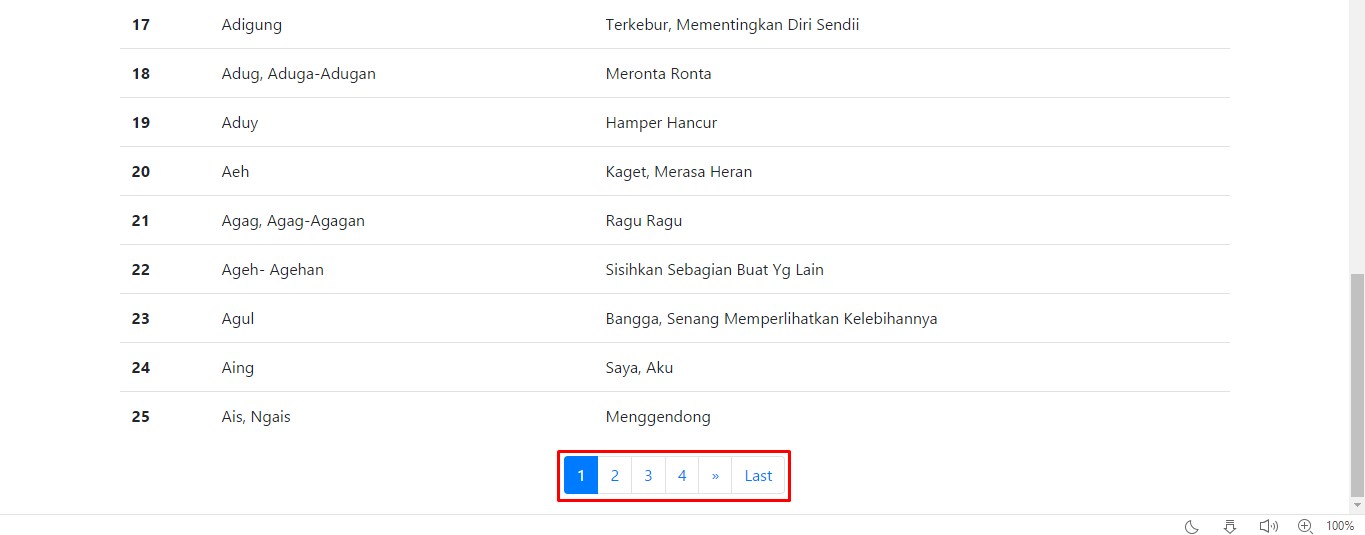 17 Adigung Terkebur, Mementingkan Diri Sendii
18 Adug, Aduga-Adugan Meronta Ronta
19 Aduy Hamper Hancur
20 Aeh Kaget, Merasa Heran
21 Agag, Agag-Agagan Ragu Ragu
22 Ageh- Agehan Sisihkan Sebagian Buat Yg Lain
23 Agul Bangga, Senang Memperlihatkan Kelebihannya
24 Aing Saya, Aku
25 Ais, Ngais Menggendong
1 2 3 4 » Last
100%